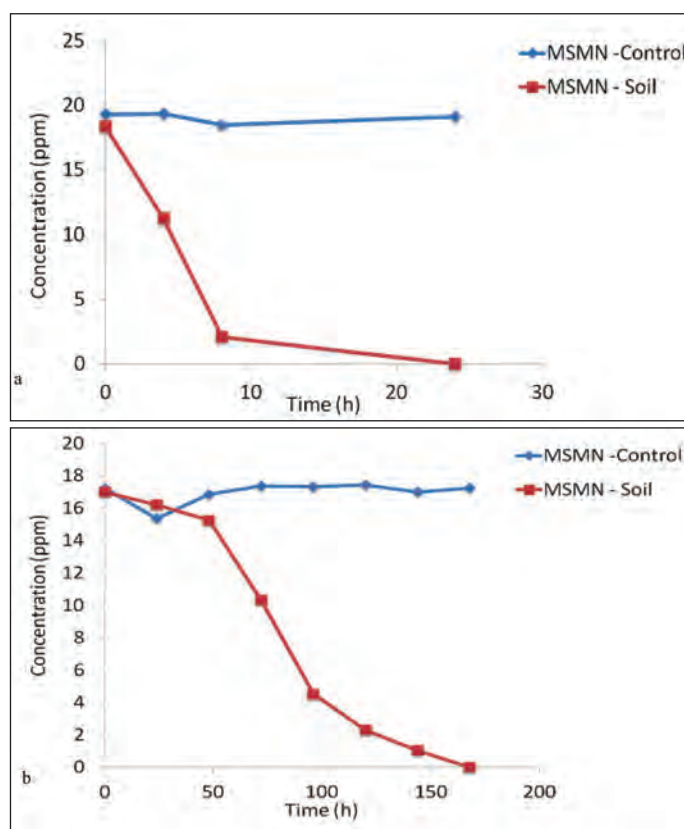 25
20
15
10
5
0
0 10 20 30
Concentration (ppm)
Time (h)
MSMN -Control
MSMN - Soil
a
20
18
16
14
12
10
8
6
4
2
0
0 50 100 150 200
Concentration (ppm)
Time (h)
MSMN -Control
MSMN - Soil
b